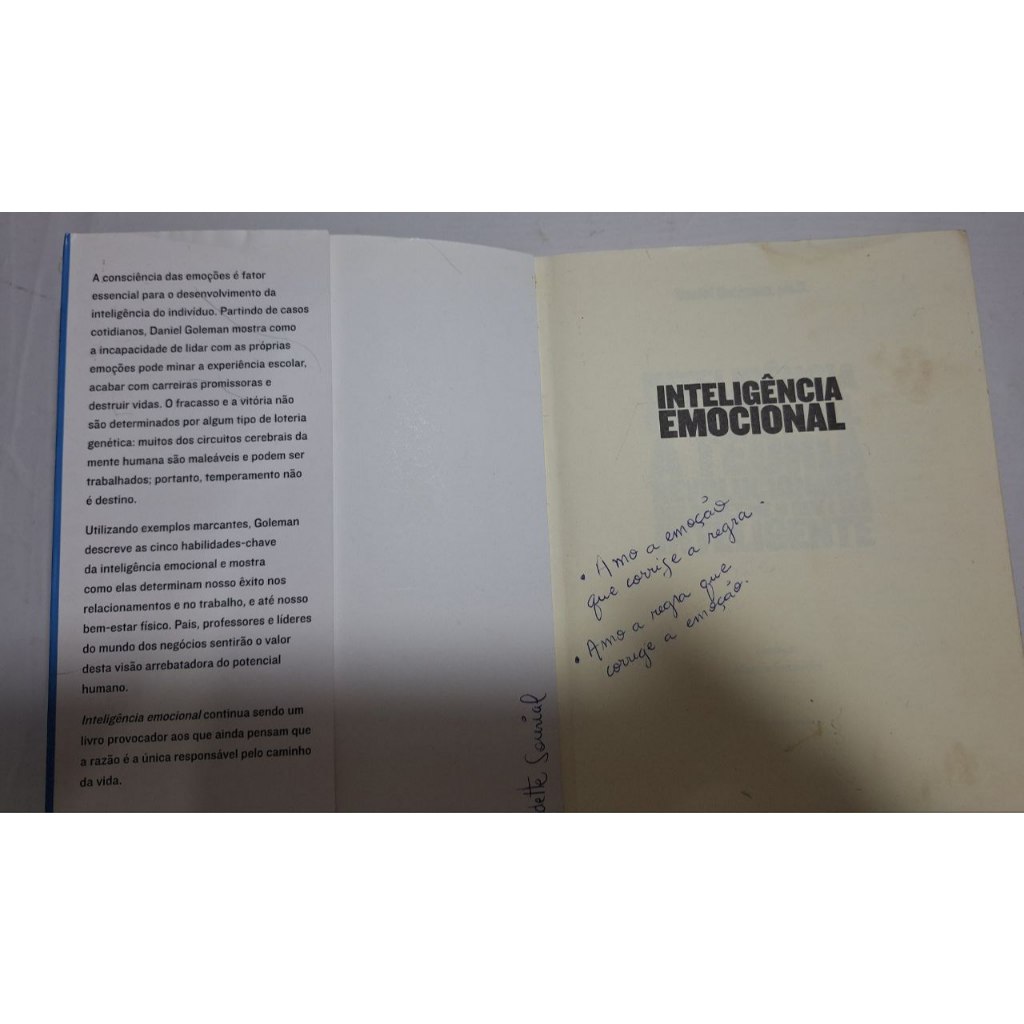 A consciência das emoções é fator
essencial para o desenvolvimento da
inteligência do indivíduo. Partindo de casos
cotidianos, Daniel Goleman mostra como
a incapacidade de lidar com as próprias
emoções pode minar a experiência escolar,
acabar com carreiras promissoras e
destruir vidas. O fracasso e a vitória não
são determinados por algum tipo de loteria
genética: muitos dos circuitos cerebrais da
mente humana são maleáveis e podem ser
trabalhados; portanto, temperamento não
é destino.
Utilizando exemplos marcantes, Goleman
descreve as cinco habilidades-chave
da inteligência emocional e mostra
como elas determinam nosso êxito nos
relacionamentos e no trabalho, e até nosso
bem-estar físico. Pais, professores e líderes
do mundo dos negócios sentirão o valor
desta visão arrebatadora do potencial
humano.
Inteligência emocional continua sendo um
livro provocador aos que ainda pensam que
a razão é a única responsável pelo caminho
da vida.
INTELIGÊNCIA
EMOCIONAL
• Amo a emoção
que corrige a regra.
• Amo a regra que
corrige a emoção.